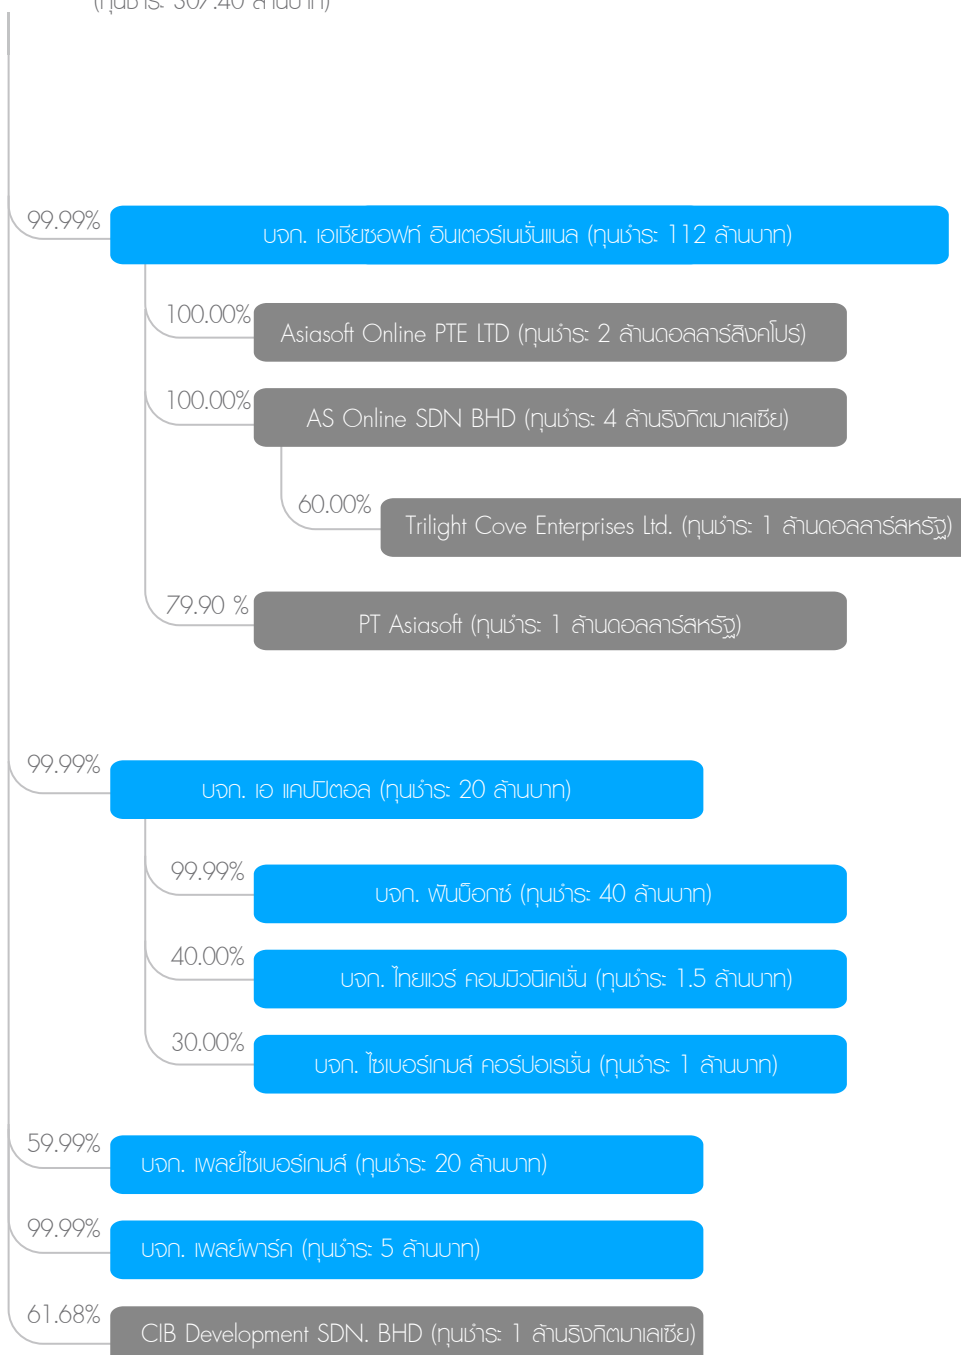 (ทุนชำระ 307.40 ล้านบาท)
99.99%
บจก. เอเชียซอฟท์ อินเตอร์เนชั่นแนล (ทุนชำระ 112 ล้านบาท)
100.00%
Asiasoft Online PTE LTD (ทุนชำระ 2 ล้านดอลลาร์สิงคโปร์)
100.00%
AS Online SDN BHD (ทุนชำระ 4 ล้านริงกิตมาเลเซีย)
60.00%
Trilight Cove Enterprises Ltd. (ทุนชำระ 1 ล้านดอลลาร์สหรัฐ)
79.90 %
PT Asiasoft (ทุนชำระ 1 ล้านดอลลาร์สหรัฐ)
99.99%
บจก. เอ แคปปิตอล (ทุนชำระ 20 ล้านบาท)
99.99%
บจก. ฟันบ็อกซ์ (ทุนชำระ 40 ล้านบาท)
40.00%
บจก. ไทยแวร์ คอมมิวนิเคชั่น (ทุนชำระ 1.5 ล้านบาท)
30.00%
บจก. ไซเบอร์เกมส์ คอร์ปอเรชั่น (ทุนชำระ 1 ล้านบาท)
59.99%
บจก. เพลย์ไซเบอร์เกมส์ (ทุนชำระ 20 ล้านบาท)
99.99%
บจก. เพลย์พาร์ค (ทุนชำระ 5 ล้านบาท)
61.68%
CIB Development SDN. BHD (ทุนชำระ 1 ล้านริงกิตมาเลเซีย)